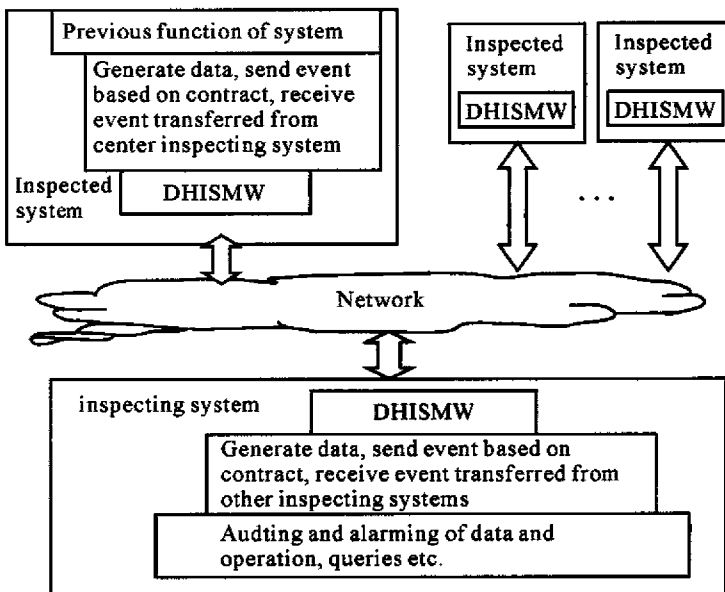 Previous function of system
Generate data, send event
based on contract, receive
event transferred from
center inspecting system
Inspected
system
DHISMW
Inspected
system
DHISMW
Inspected
system
DHISMW
...
Network
inspecting system
DHISMW
Generate data, send event based on
contract, receive event transferred from
other inspecting systems
Audting and alarming of data and
operation, queries etc.